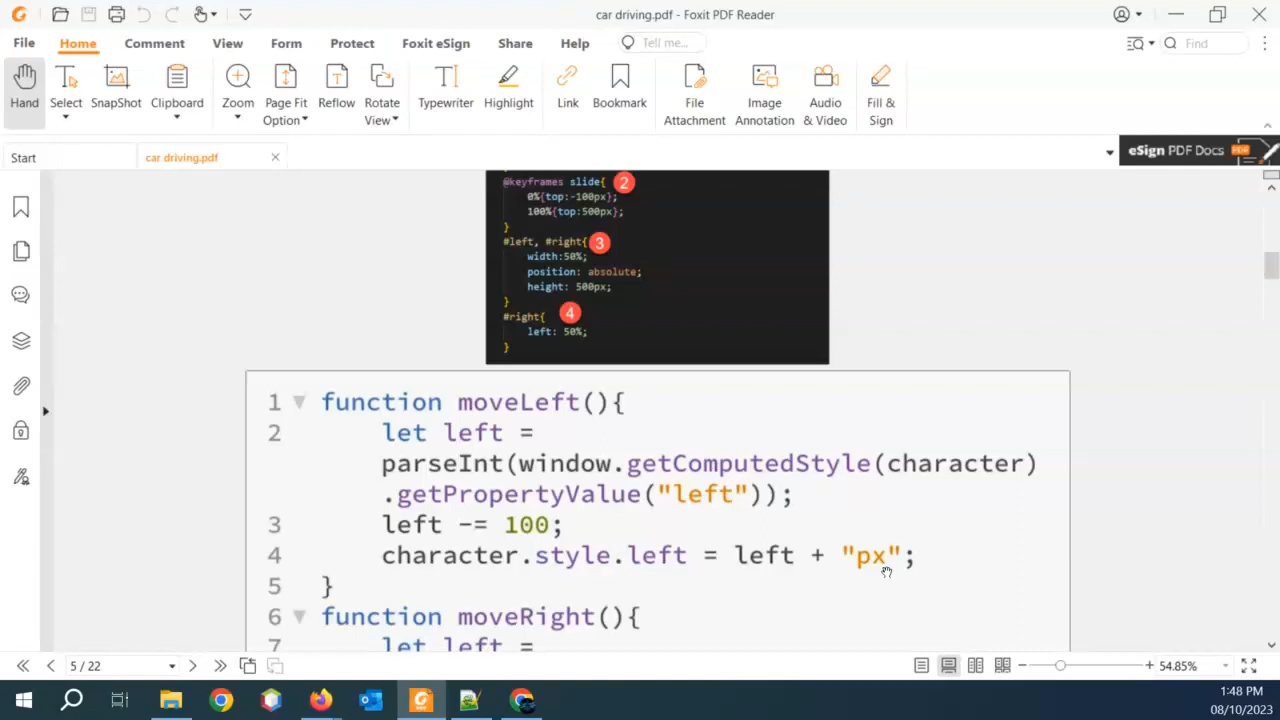 car driving.pdf - Foxit PDF Reader
File Home Comment View Form Protect Foxit eSign Share Help Tell me... Find
Hand Select SnapShot Clipboard Zoom Page Fit Option Reflow Rotate View Typewriter Highlight Link Bookmark File Attachment Image Annotation Audio & Video Fill & Sign
Start car driving.pdf eSign PDF Docs PDF
@keyframes slide{ 2
0%{top:-100px};
100%{top:500px};
}
#left, #right{ 3
width:50%;
position: absolute;
height: 500px;
}
#right{ 4
left: 50%;
}
1 function moveLeft(){
2 let left =
parseInt(window.getComputedStyle(character)
.getPropertyValue("left"));
3 left -= 100;
4 character.style.left = left + "px";
5 }
6 function moveRight(){
7 let left =
5 / 22 54.85%
1:48 PM
08/10/2023